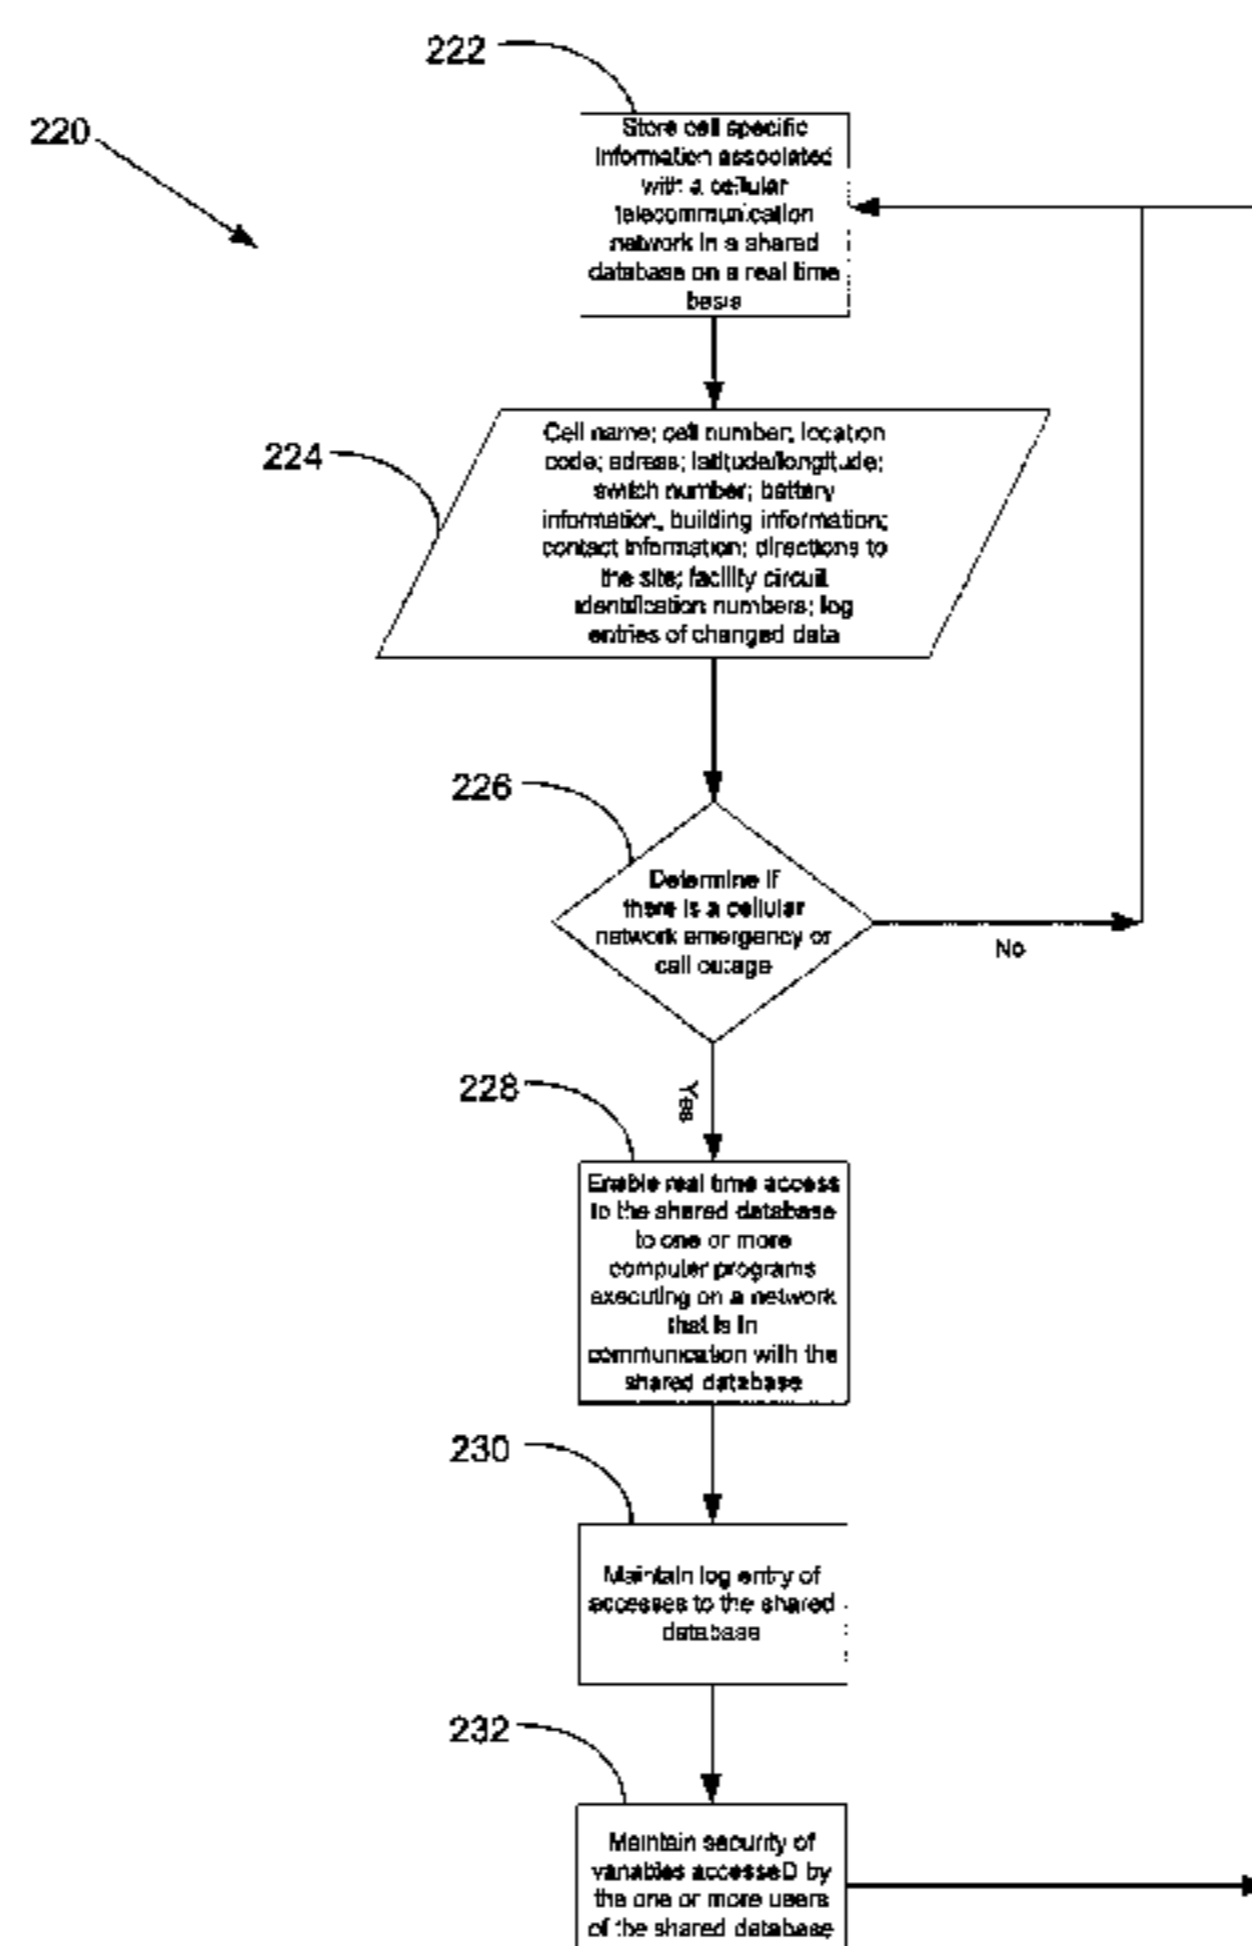 222
220
Store cell specific
information associated
with a cellular
telecommunication
network in a shared
database on a real time
basis
224
Cell name; cell number; location
code; adress; latitude/longitude;
switch number; battery
information, building information;
contact information; directions to
the site; facility circuit
identification numbers; log
entries of changed data
226
Determine if
there is a cellular
network emergency or
call outage
No
Yes
228
Enable real time access
to the shared database
to one or more
computer programs
executing on a network
that is in
communication with the
shared database
230
Maintain log entry of
accesses to the shared
database
232
Maintain security of
variables accesseD by
the one or more users
of the shared database